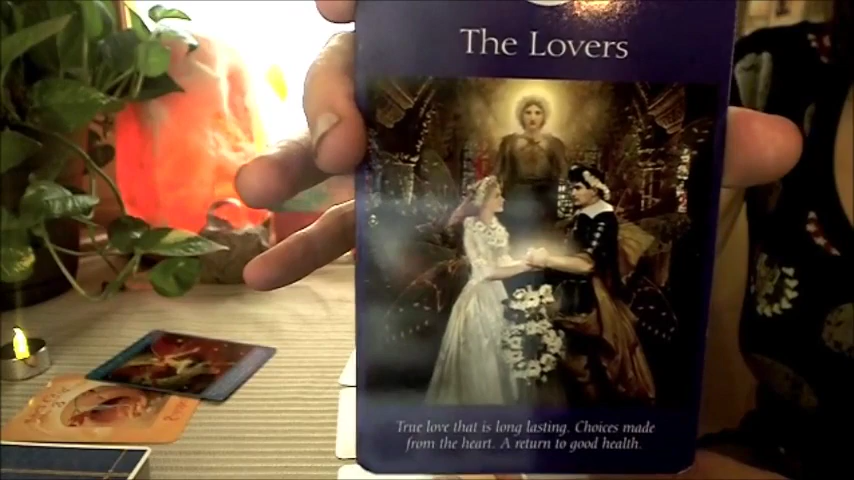 The Lovers
True love that is long lasting. Choices made
from the heart. A return to good health.